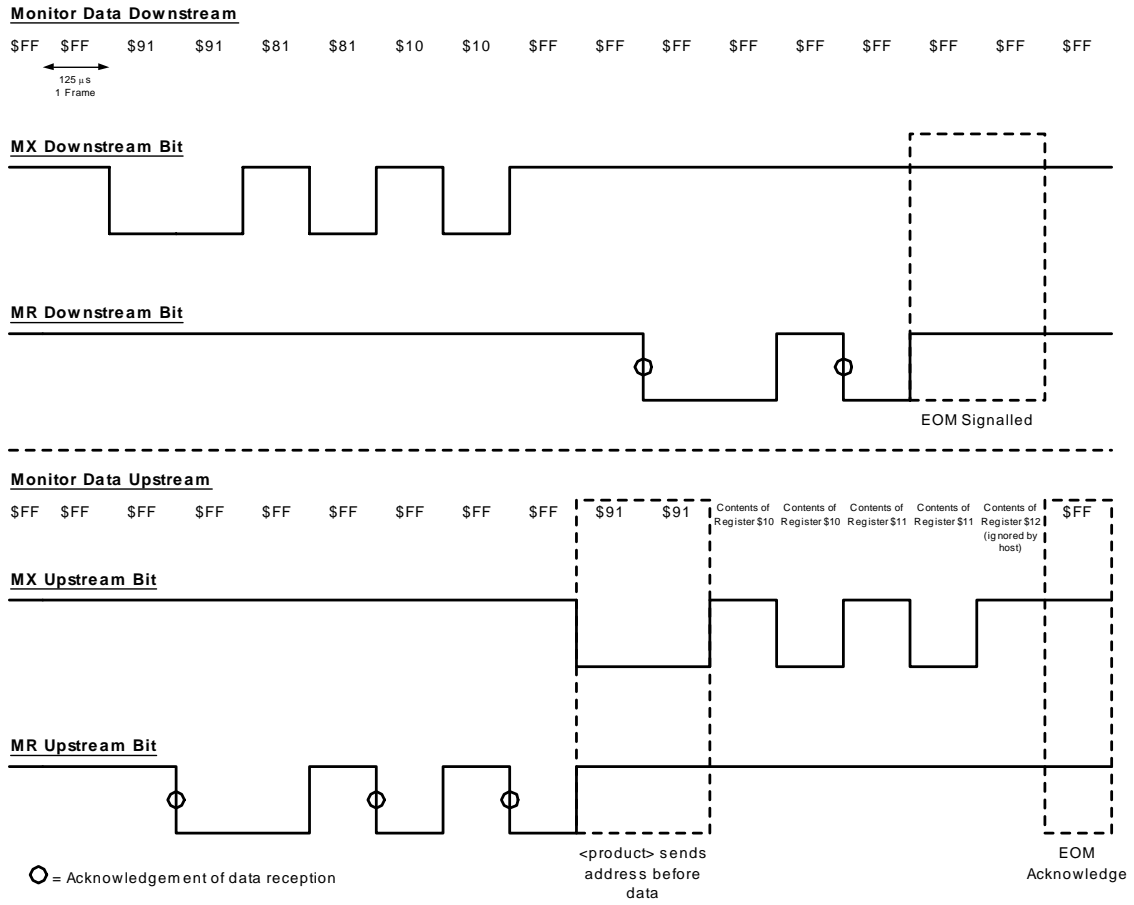 Monitor Data Downstream
$FF $FF $91 $91 $81 $81 $10 $10 $FF $FF $FF $FF $FF $FF $FF $FF $FF
125 µs
1 Frame
MX Downstream Bit
MR Downstream Bit
EOM Signalled
Monitor Data Upstream
$FF $FF $FF $FF $FF $FF $FF $FF $91 $91 Contents of Register $10 Contents of Register $10 Contents of Register $11 Contents of Register $11 Contents of Register $12 (ignored by host) $FF
MX Upstream Bit
MR Upstream Bit
<product> sends
address before
data
EOM
Acknowledge
= Acknowledgement of data reception